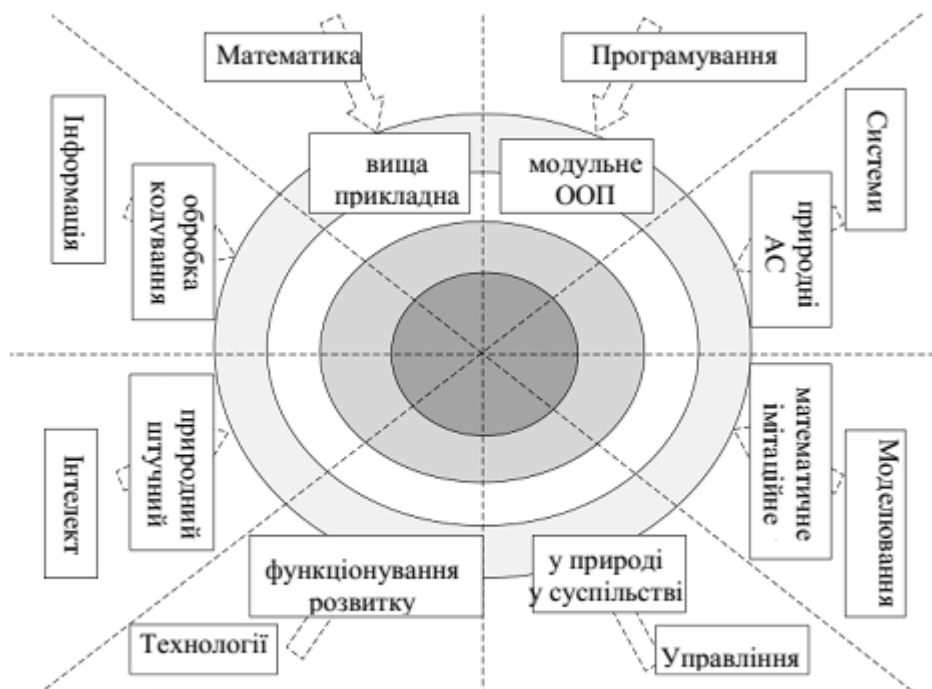 Математика
Програмування
вища
прикладна
модульне
ООП
Інформація
обробка
кодування
Системи
природні
АС
Інтелект
природний
штучний
математичне
імітаційне
Моделювання
функціонування
розвитку
у природі
у суспільстві
Технології
Управління